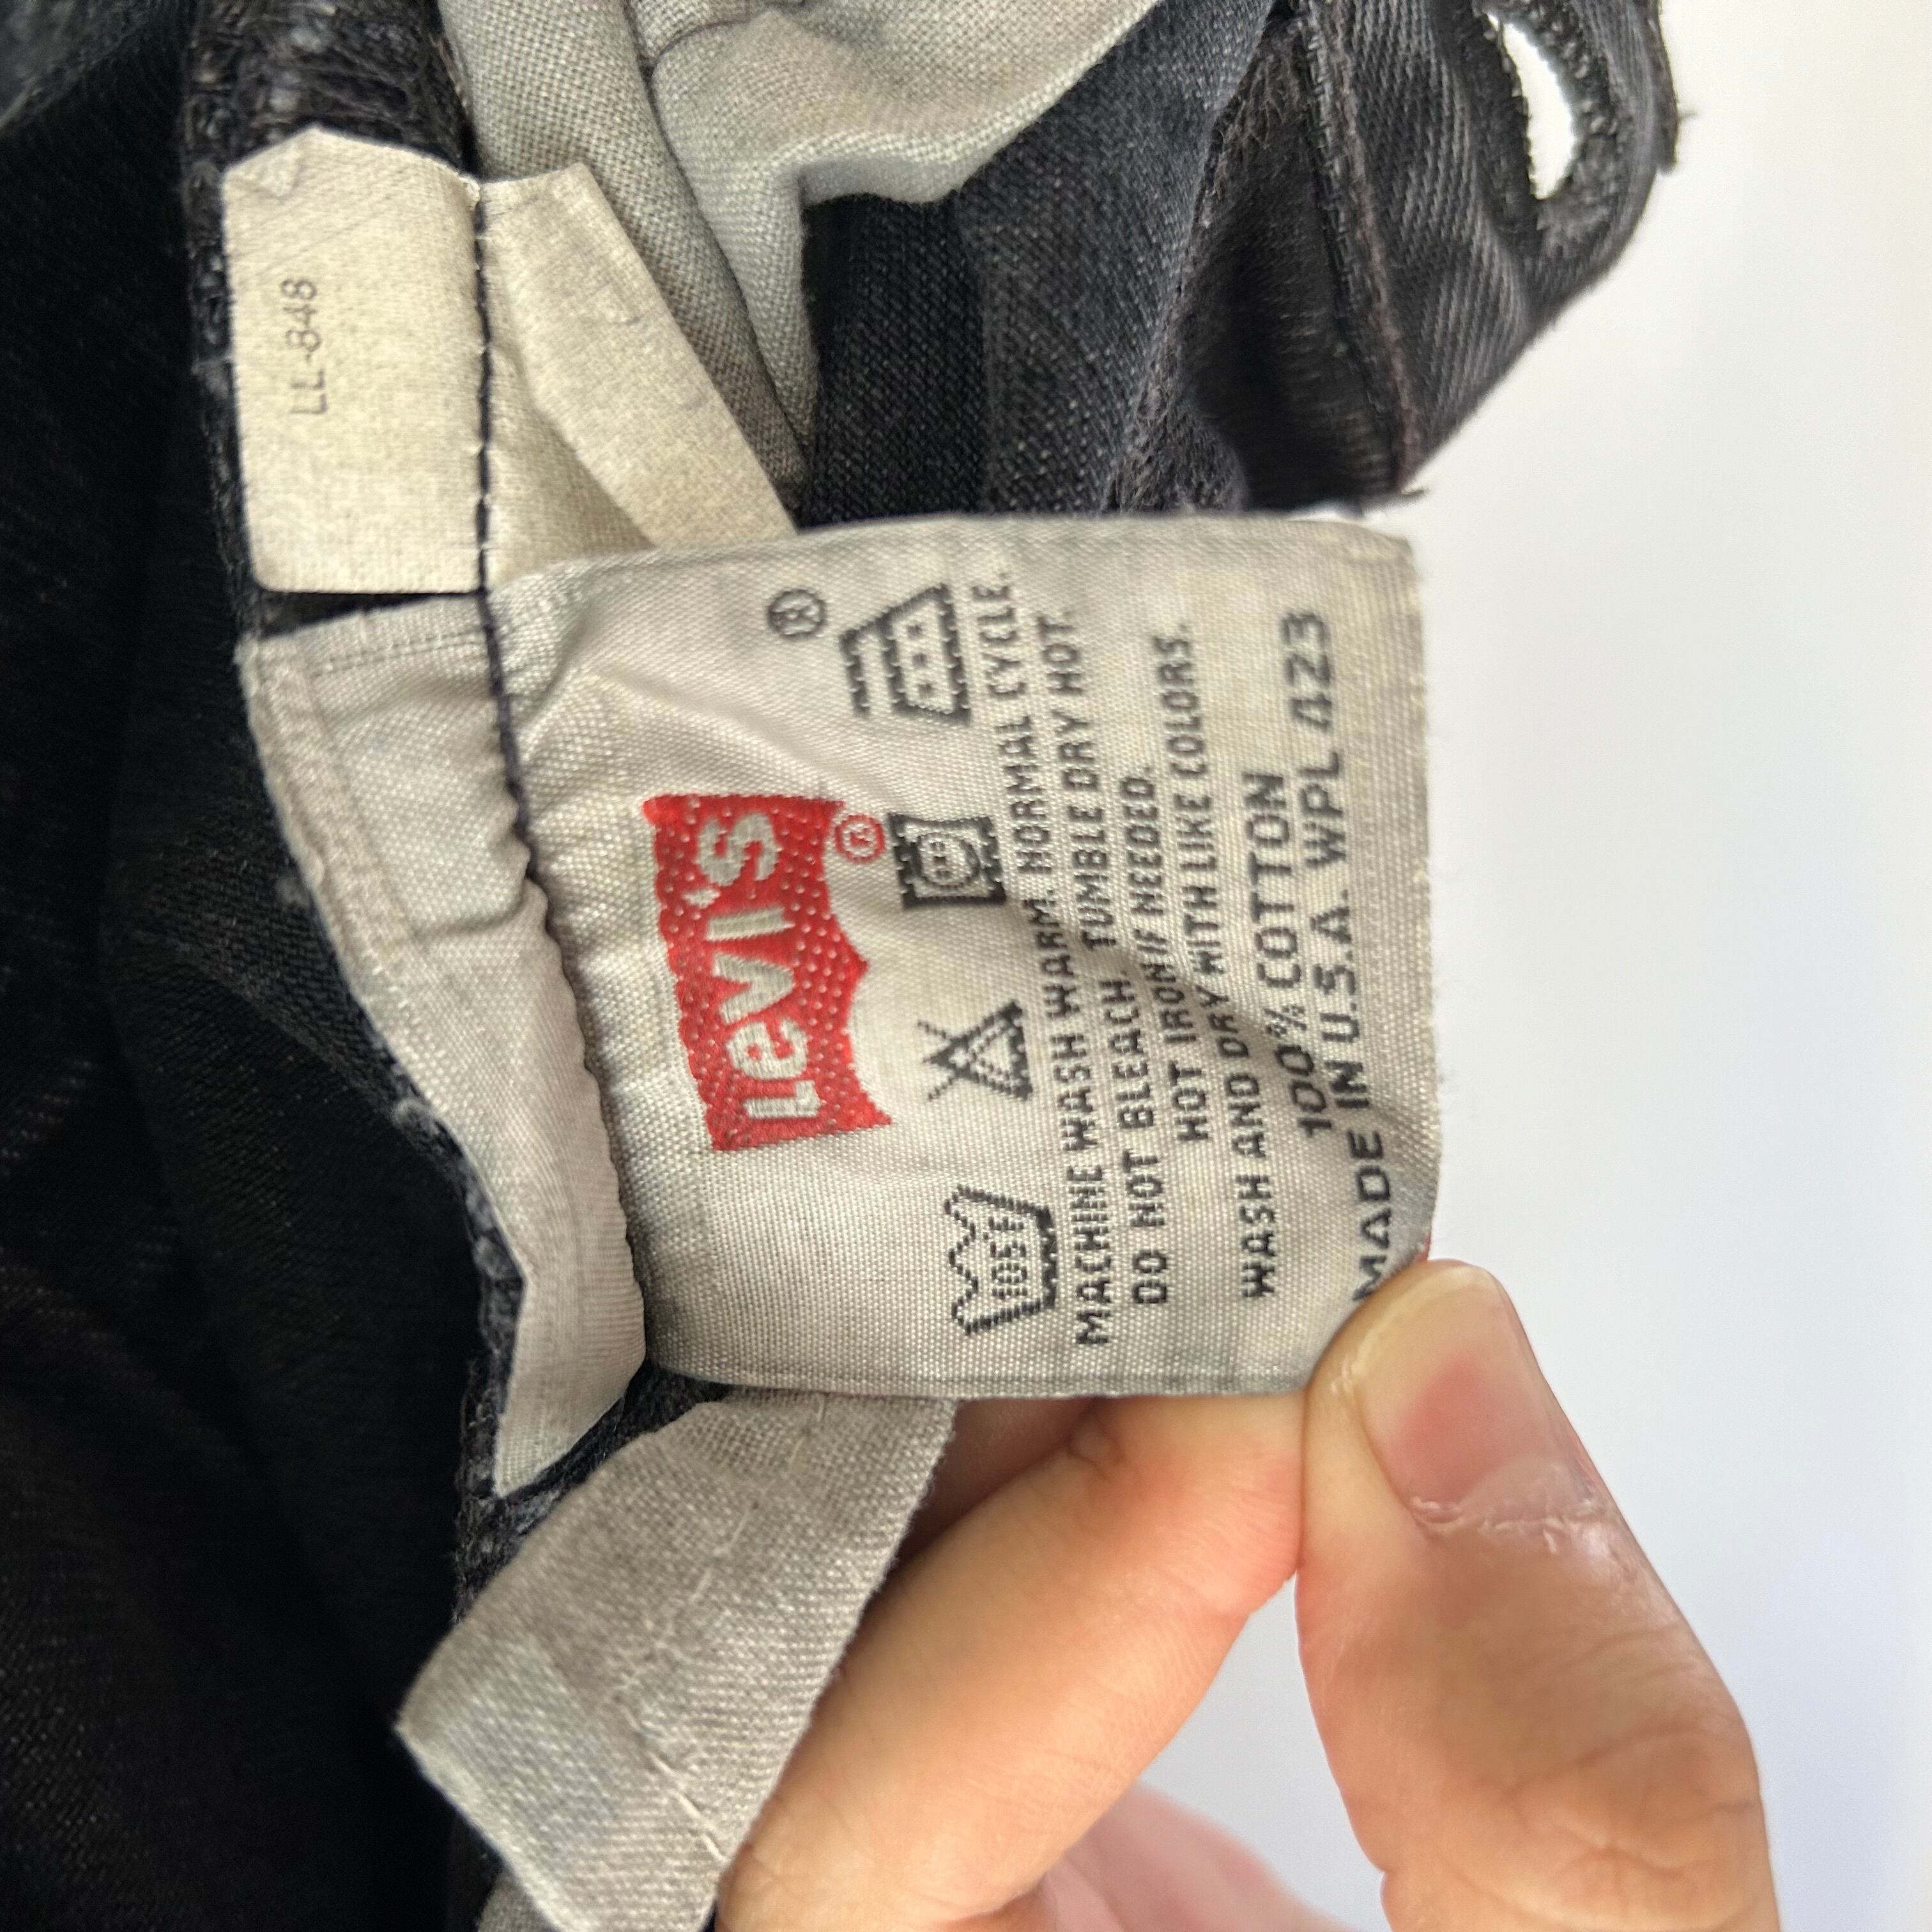 LL-848
®
Levi's
®
105°F
MACHINE WASH WARM. NORMAL CYCLE.
DO NOT BLEACH. TUMBLE DRY HOT.
HOT IRON IF NEEDED.
WASH AND DRY WITH LIKE COLORS.
100% COTTON
MADE IN U.S.A. WPL 423